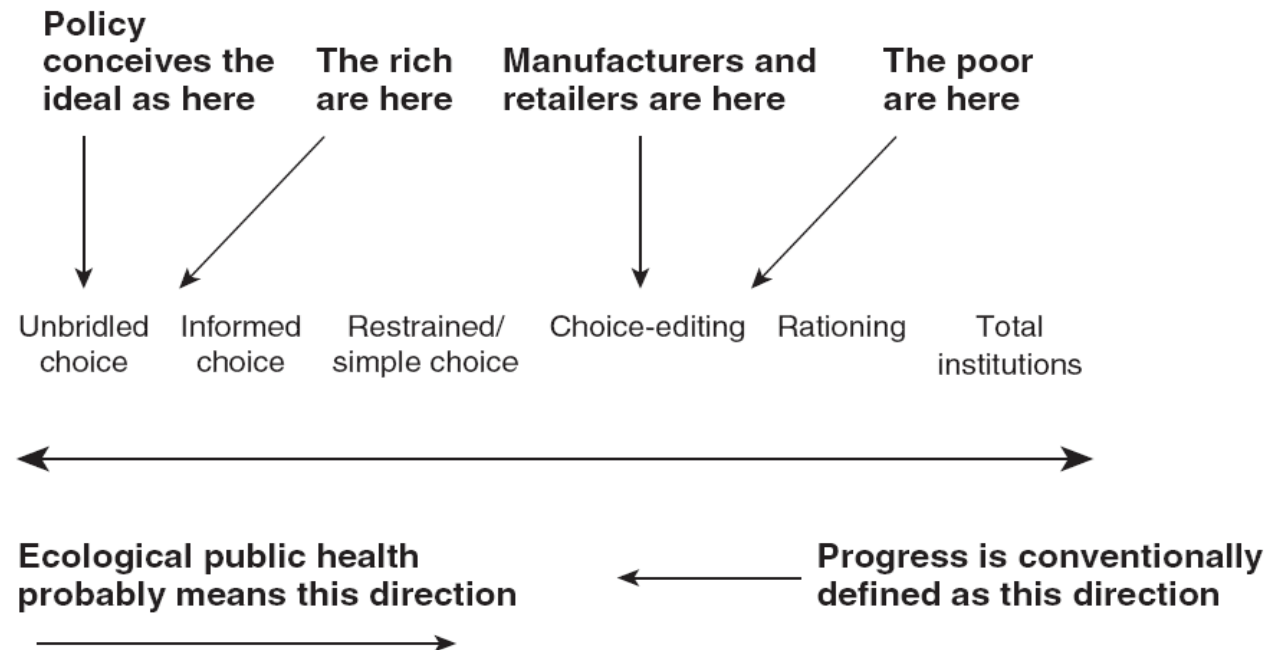 Policy
conceives the
ideal as here
The rich
are here
Manufacturers and
retailers are here
The poor
are here
Unbridled
choice
Informed
choice
Restrained/
simple choice
Choice-editing
Rationing
Total
institutions
Ecological public health
probably means this direction
Progress is conventionally
defined as this direction